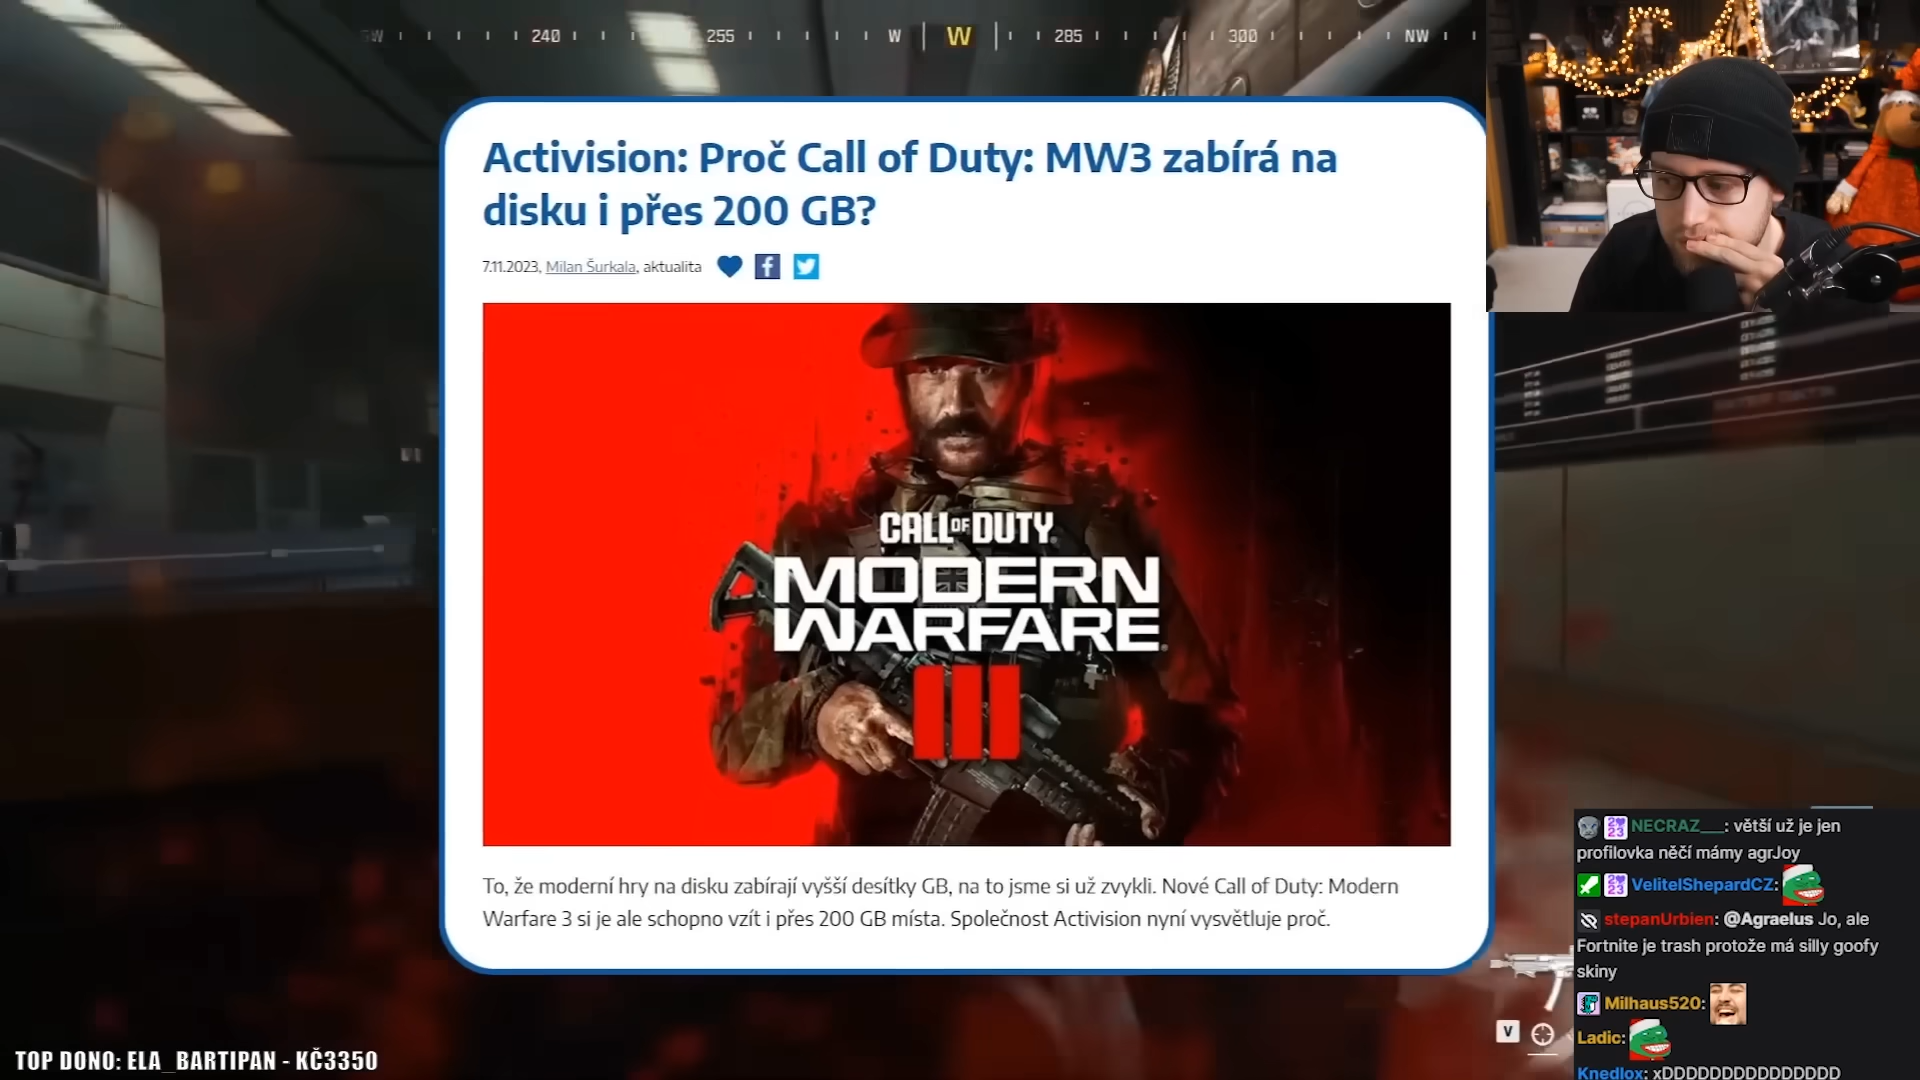 240 255 W W 285 300 NW
Activision: Proč Call of Duty: MW3 zabírá na
disku i přes 200 GB?
7.11.2023, Milan Šurkala, aktualita
CALL OF DUTY
MODERN
WARFARE
III
To, že moderní hry na disku zabírají vyšší desítky GB, na to jsme si už zvykli. Nové Call of Duty: Modern
Warfare 3 si je ale schopno vzít i přes 200 GB místa. Společnost Activision nyní vysvětluje proč.
NECRAZ___: větší už je jen
profilovka něčí mámy agrJoy
VelitelShepardCZ:
stepanUrbien: @Agraelus Jo, ale
Fortnite je trash protože má silly goofy
skiny
Milhaus520:
Ladic:
Knedlox: xDDDDDDDDDDDDDDD
V
TOP DONO: ELA_BARTIPAN - KČ3350